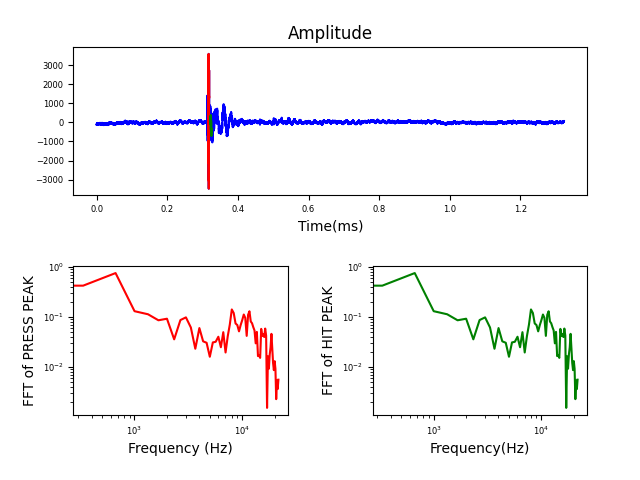 Amplitude
3000
2000
1000
0
−1000
−2000
−3000
0.0 0.2 0.4 0.6 0.8 1.0 1.2
Time(ms)
FFT of PRESS PEAK
10⁰
10⁻¹
10⁻²
10³ 10⁴
Frequency (Hz)
FFT of HIT PEAK
10⁰
10⁻¹
10⁻²
10³ 10⁴
Frequency(Hz)